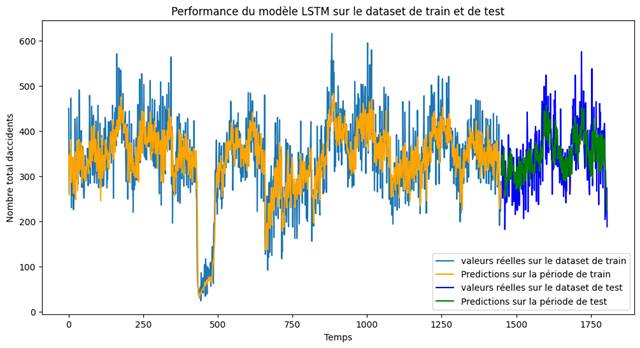 Performance du modèle LSTM sur le dataset de train et de test
Nombre total daccidents
600
500
400
300
200
100
0
0 250 500 750 1000 1250 1500 1750
Temps
valeurs réelles sur le dataset de train
Predictions sur la période de train
valeurs réelles sur le dataset de test
Predictions sur la période de test